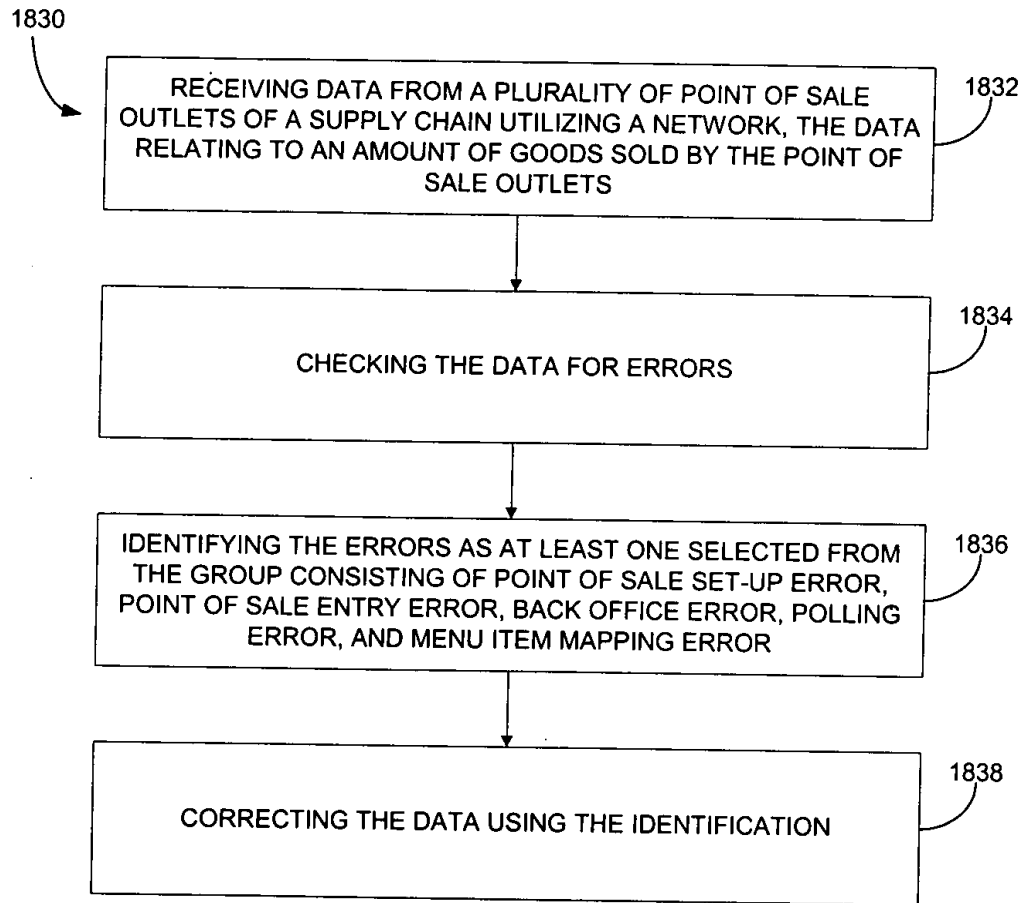 1830
RECEIVING DATA FROM A PLURALITY OF POINT OF SALE
OUTLETS OF A SUPPLY CHAIN UTILIZING A NETWORK, THE DATA
RELATING TO AN AMOUNT OF GOODS SOLD BY THE POINT OF
SALE OUTLETS
1832
CHECKING THE DATA FOR ERRORS
1834
IDENTIFYING THE ERRORS AS AT LEAST ONE SELECTED FROM
THE GROUP CONSISTING OF POINT OF SALE SET-UP ERROR,
POINT OF SALE ENTRY ERROR, BACK OFFICE ERROR, POLLING
ERROR, AND MENU ITEM MAPPING ERROR
1836
CORRECTING THE DATA USING THE IDENTIFICATION
1838